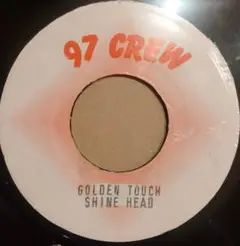 97 CREW
GOLDEN TOUCH
SHINE HEAD